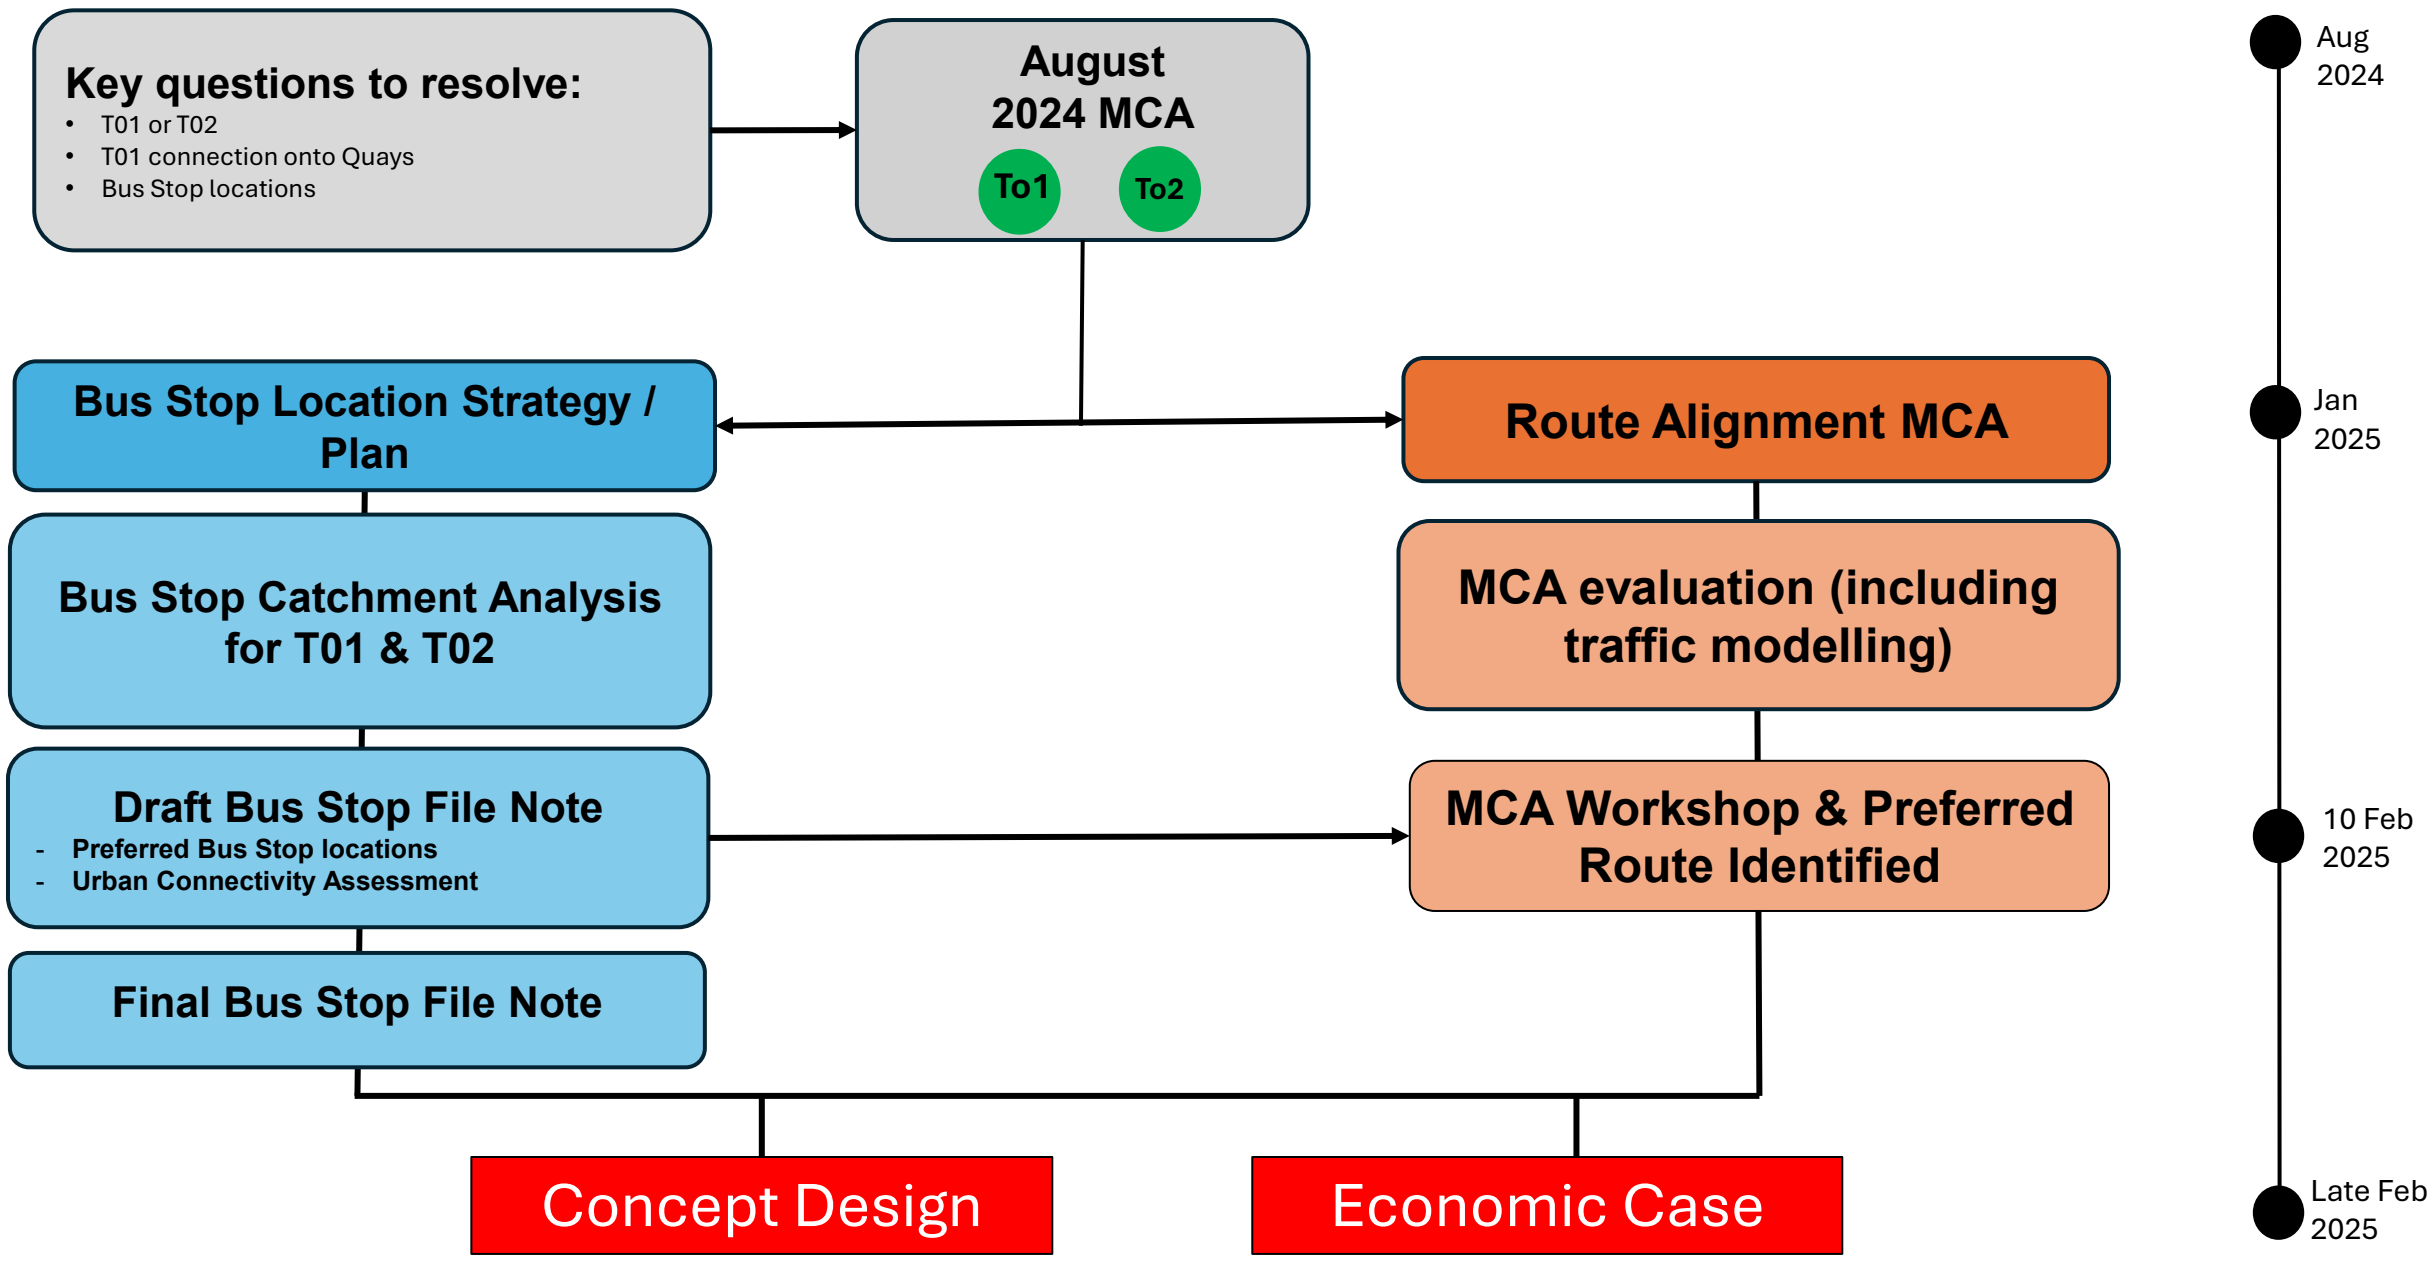 Key questions to resolve:
• T01 or T02
• T01 connection onto Quays
• Bus Stop locations
August
2024 MCA
To1
To2
Aug
2024
Bus Stop Location Strategy /
Plan
Route Alignment MCA
Jan
2025
Bus Stop Catchment Analysis
for T01 & T02
MCA evaluation (including
traffic modelling)
Draft Bus Stop File Note
- Preferred Bus Stop locations
- Urban Connectivity Assessment
MCA Workshop & Preferred
Route Identified
10 Feb
2025
Final Bus Stop File Note
Concept Design
Economic Case
Late Feb
2025